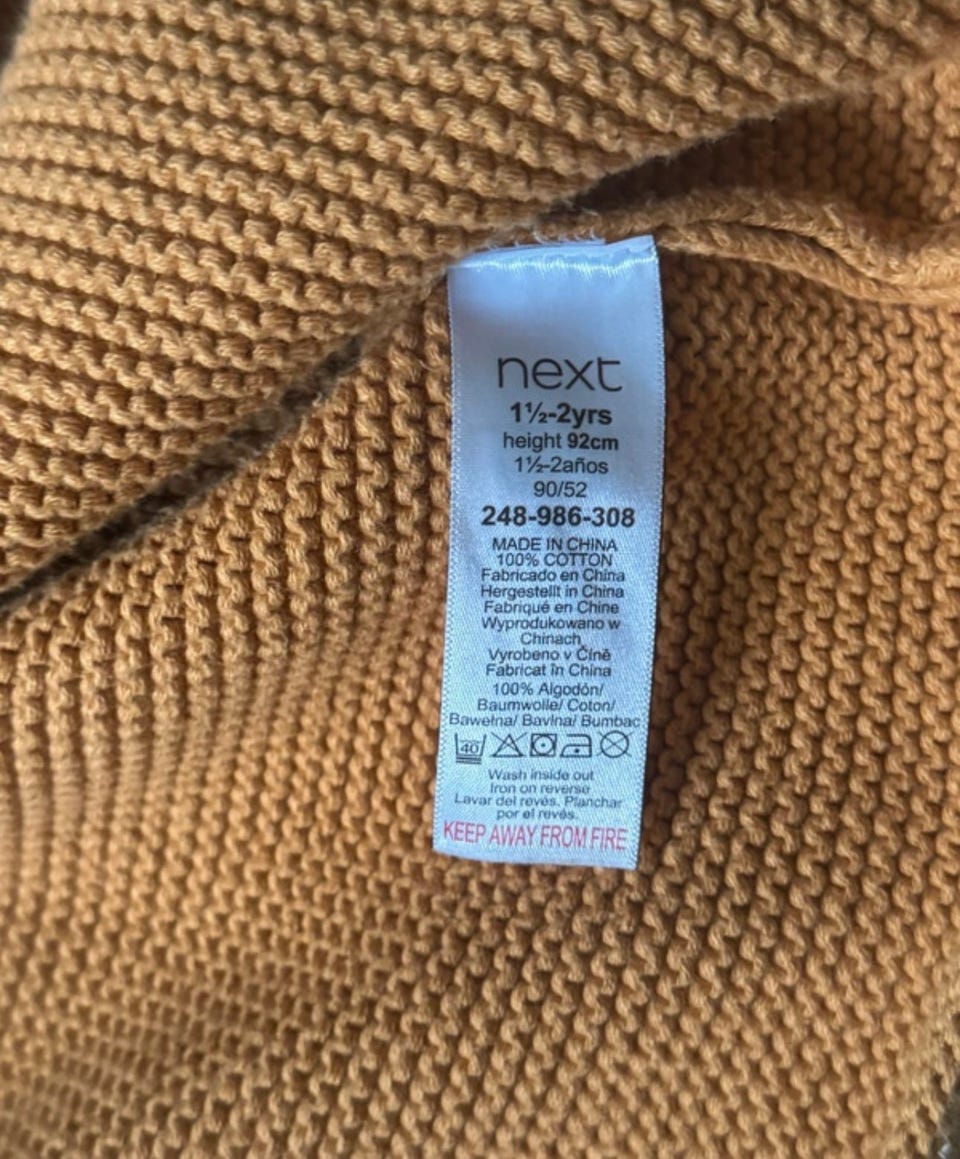 next
1½-2yrs
height 92cm
1½-2años
90/52
248-986-308
MADE IN CHINA
100% COTTON
Fabricado en China
Hergestellt in China
Fabriqué en Chine
Wyprodukowano w
Chinach
Vyrobeno v Číně
Fabricat în China
100% Algodón/
Baumwolle/ Coton/
Bawełna/ Bavlna/ Bumbac
40
Wash inside out
Iron on reverse
Lavar del revés. Planchar
por el revés.
KEEP AWAY FROM FIRE